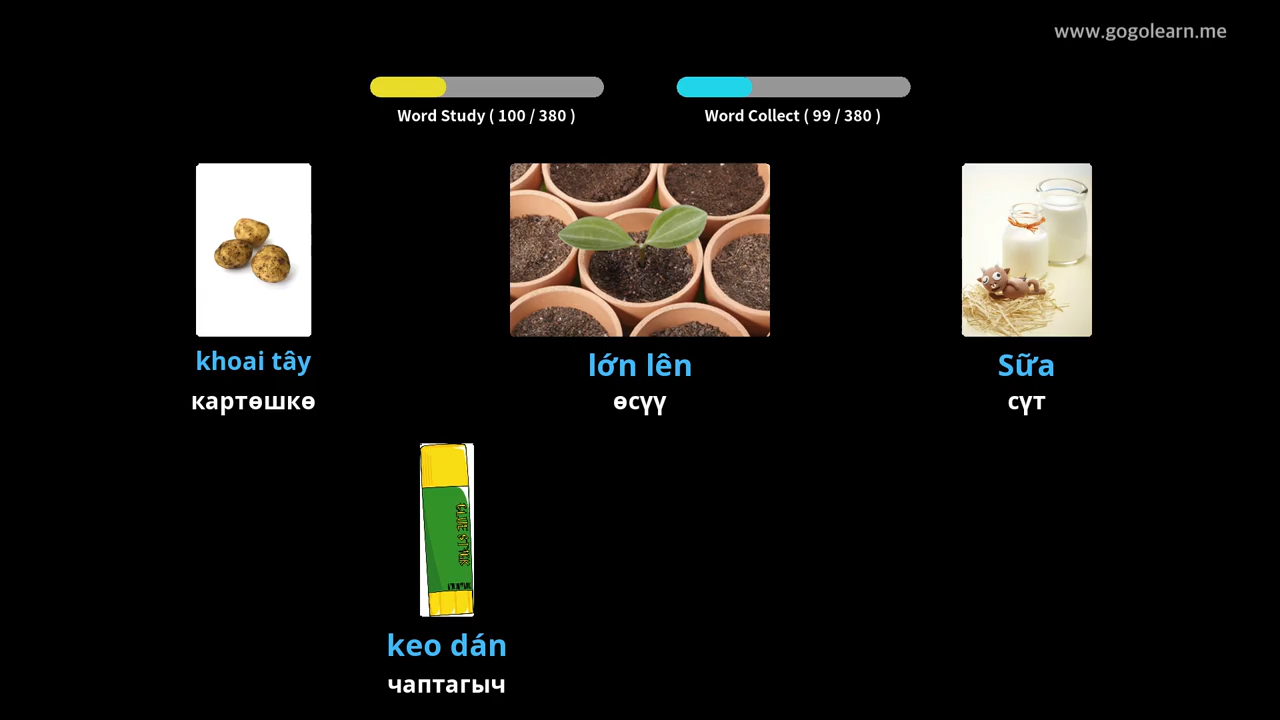 www.gogolearn.me
Word Study ( 100 / 380 )
Word Collect ( 99 / 380 )
khoai tây
lớn lên
Sữa
картөшкө
өсүү
сүт
keo dán
чаптагыч